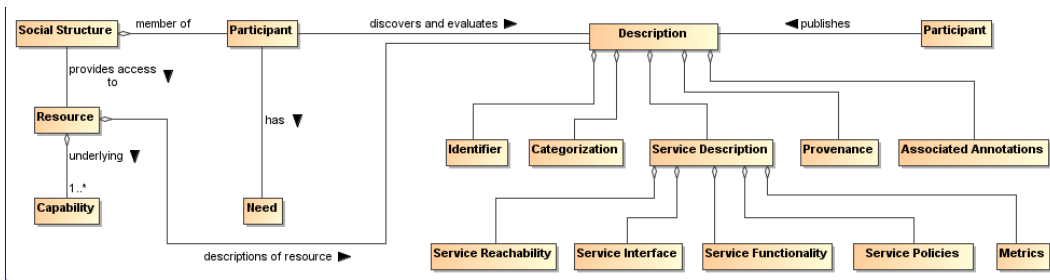 Social Structure
member of
Participant
discovers and evaluates
Description
publishes
Participant
provides access
to
Resource
has
underlying
Identifier
Categorization
Service Description
Provenance
Associated Annotations
1..*
Capability
Need
descriptions of resource
Service Reachability
Service Interface
Service Functionality
Service Policies
Metrics